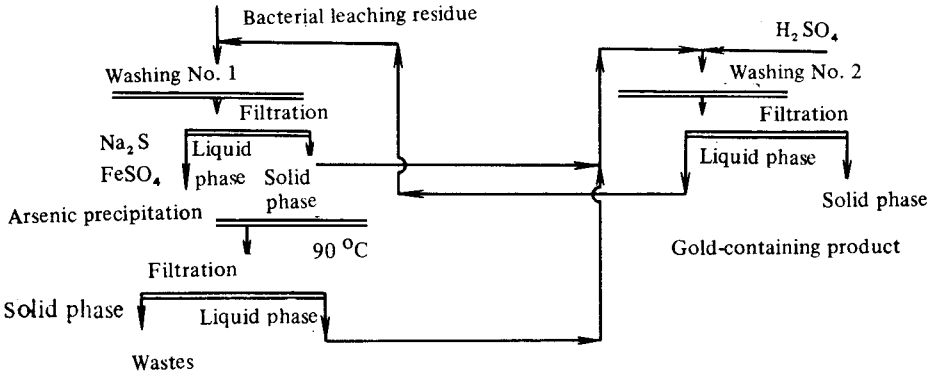 Bacterial leaching residue
H₂SO₄
Washing No. 1
Washing No. 2
Filtration
Filtration
Na₂S
Liquid
Liquid phase
FeSO₄
phase
Solid
phase
Solid phase
Arsenic precipitation
90 °C
Gold-containing product
Filtration
Solid phase
Liquid phase
Wastes